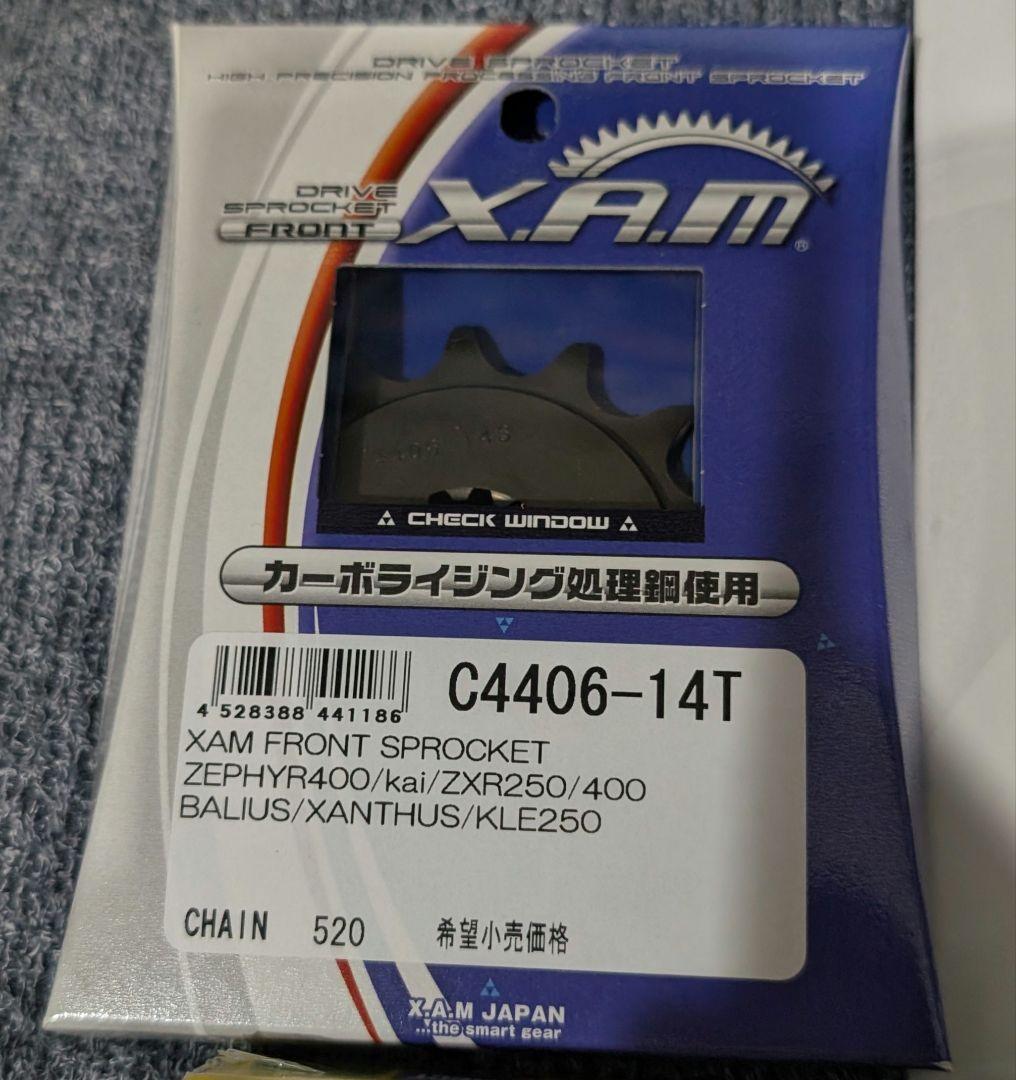 DRIVE SPROCKET
HIGH PRECISION PROCESSING FRONT SPROCKET
DRIVE
SPROCKET
FRONT
X.A.M®
CHECK WINDOW
カーボライジング処理鋼使用
4 528388 441186
C4406-14T
XAM FRONT SPROCKET
ZEPHYR400/kai/ZXR250/400
BALIUS/XANTHUS/KLE250
CHAIN 520 希望小売価格
X.A.M JAPAN
...the smart gear